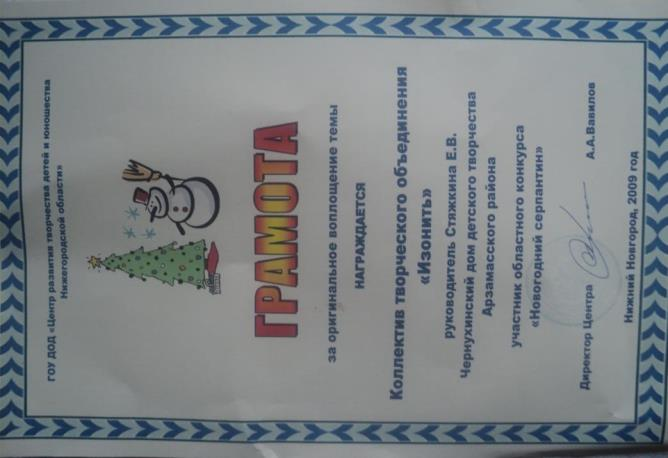 ГОУ ДОД «Центр развития творчества детей и юношества
Нижегородской области»
ГРАМОТА
за оригинальное воплощение темы
НАГРАЖДАЕТСЯ
Коллектив творческого объединения
«Изонить»
руководитель Стяжкина Е.В.
Чернухинский дом детского творчества
Арзамасского района
участник областного конкурса
«Новогодний серпантин»
Директор Центра А.А.Вавилов
Нижний Новгород, 2009 год